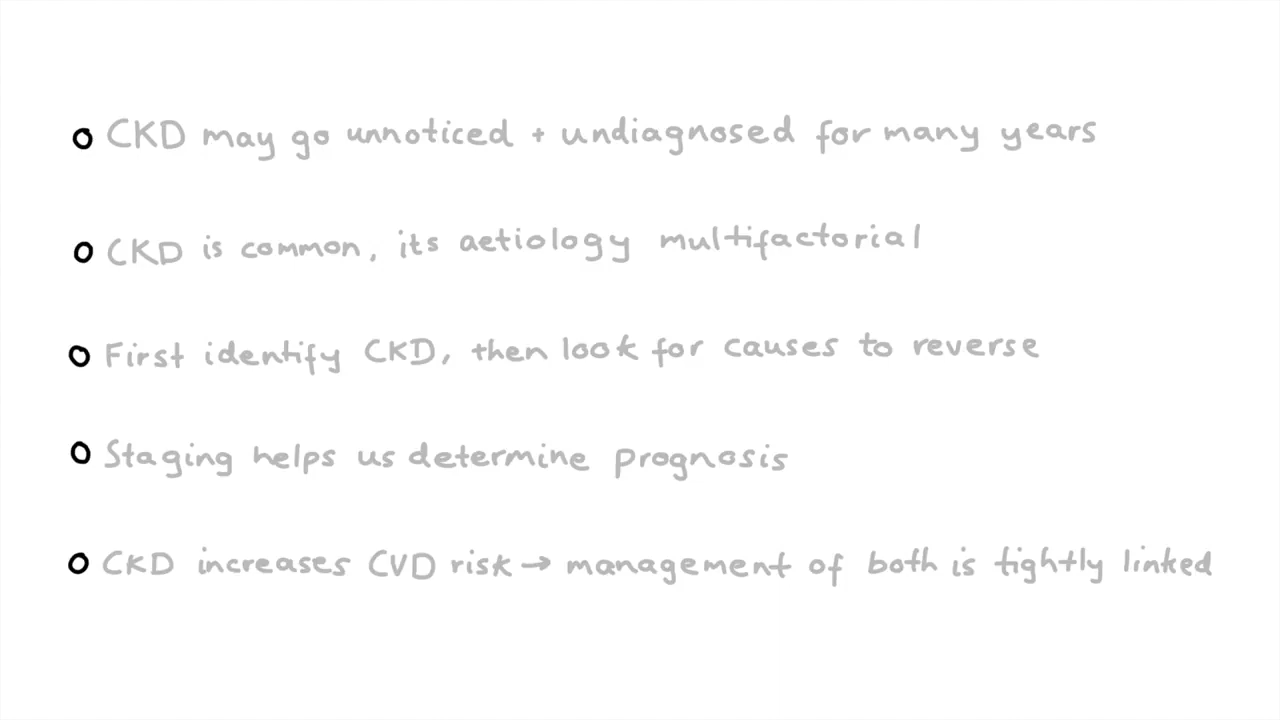 CKD may go unnoticed + undiagnosed for many years
CKD is common, its aetiology multifactorial
First identify CKD, then look for causes to reverse
Staging helps us determine prognosis
CKD increases CVD risk → management of both is tightly linked